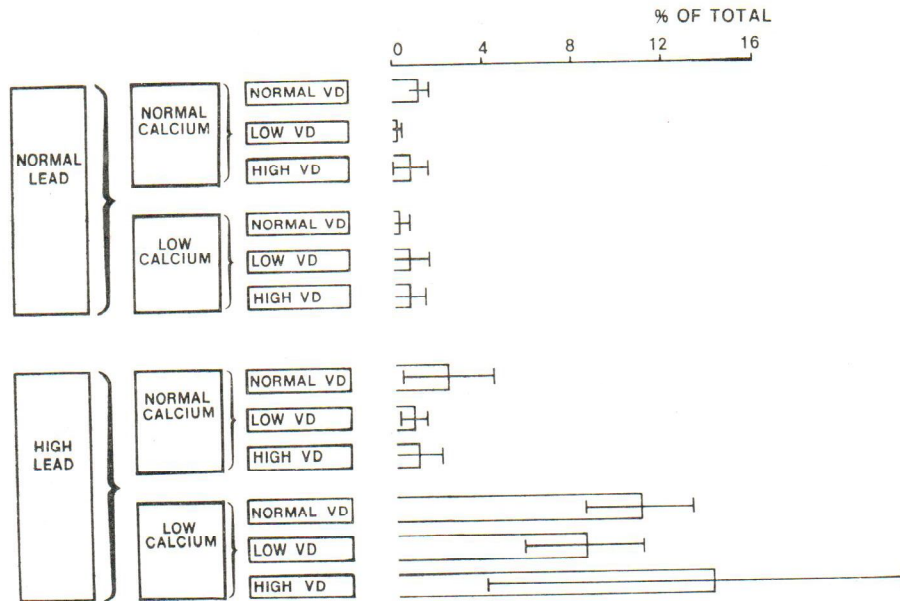 % OF TOTAL
0 4 8 12 16
NORMAL LEAD
NORMAL CALCIUM
NORMAL VD
LOW VD
HIGH VD
LOW CALCIUM
NORMAL VD
LOW VD
HIGH VD
HIGH LEAD
NORMAL CALCIUM
NORMAL VD
LOW VD
HIGH VD
LOW CALCIUM
NORMAL VD
LOW VD
HIGH VD